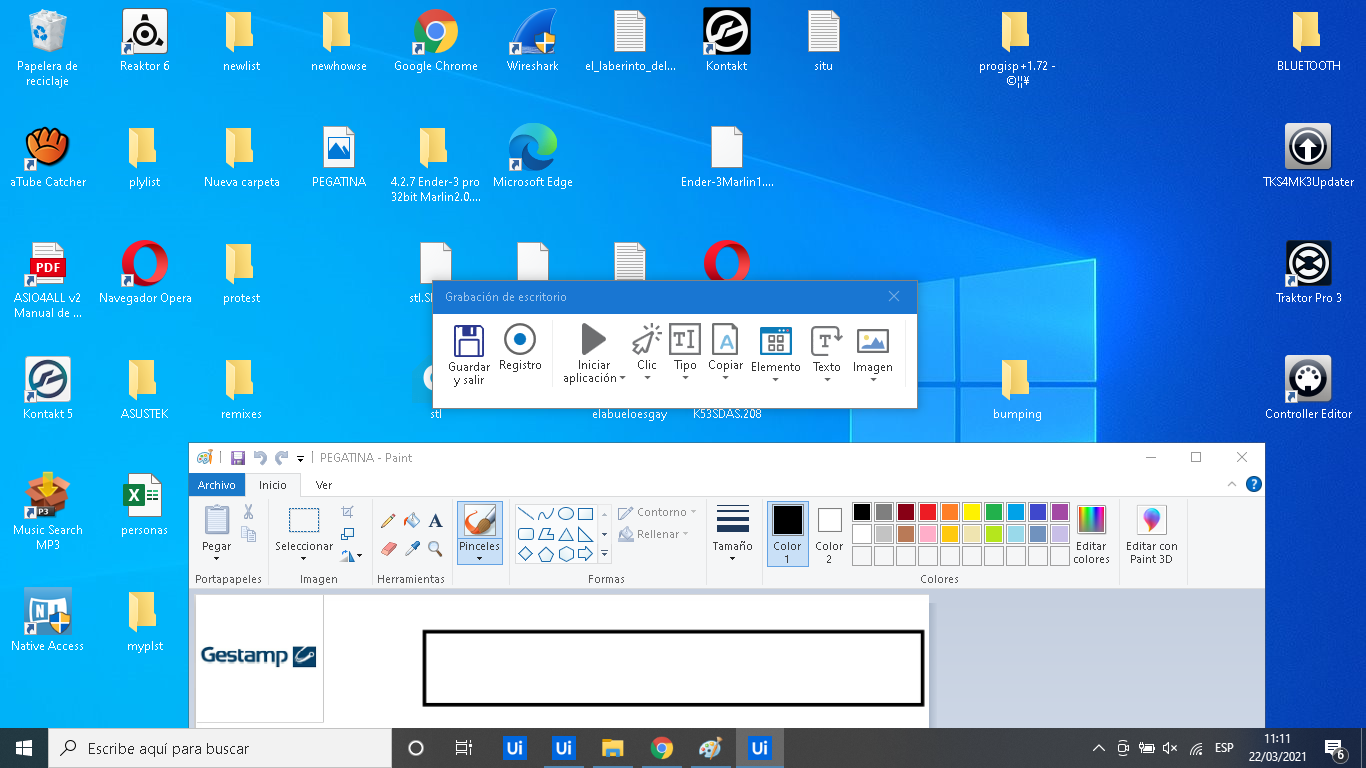 Papelera de reciclaje
Reaktor 6
newlist
newhowse
Google Chrome
Wireshark
el_laberinto_del...
Kontakt
situ
progisp+1.72 - ©¦¦¥
BLUETOOTH
aTube Catcher
plylist
Nueva carpeta
PEGATINA
4.2.7 Ender-3 pro 32bit Marlin2.0....
Microsoft Edge
Ender-3Marlin1....
TKS4MK3Updater
PDF
ASIO4ALL v2 Manual de ...
Navegador Opera
protest
Traktor Pro 3
Grabación de escritorio
Guardar y salir
Registro
Iniciar aplicación
Clic
Tipo
Copiar
Elemento
Texto
Imagen
Kontakt 5
ASUSTEK
remixes
stl
elabueloesgay
K53SDAS.208
bumping
Controller Editor
PEGATINA - Paint
Archivo
Inicio
Ver
Pegar
Seleccionar
Pinceles
Contorno
Rellenar
Tamaño
Color 1
Color 2
Editar colores
Editar con Paint 3D
Portapapeles
Imagen
Herramientas
Formas
Colores
P3
Music Search MP3
personas
Native Access
myplst
Gestamp
Escribe aquí para buscar
Ui
Ui
Ui
ESP
11:11
22/03/2021
6